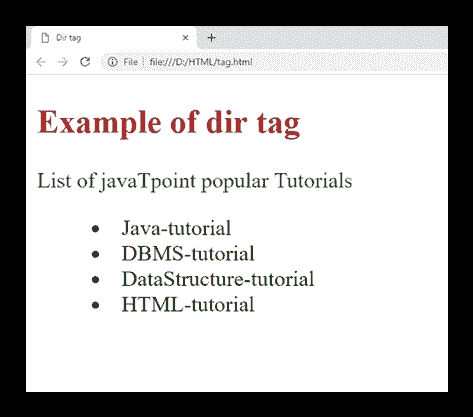 Dir tag
File file:///D:/HTML/tag.html
Example of dir tag
List of javaTpoint popular Tutorials
Java-tutorial
DBMS-tutorial
DataStructure-tutorial
HTML-tutorial